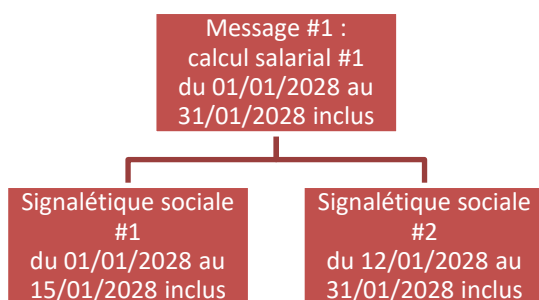 Message #1 :
calcul salarial #1
du 01/01/2028 au
31/01/2028 inclus
Signalétique sociale
#1
du 01/01/2028 au
15/01/2028 inclus
Signalétique sociale
#2
du 12/01/2028 au
31/01/2028 inclus